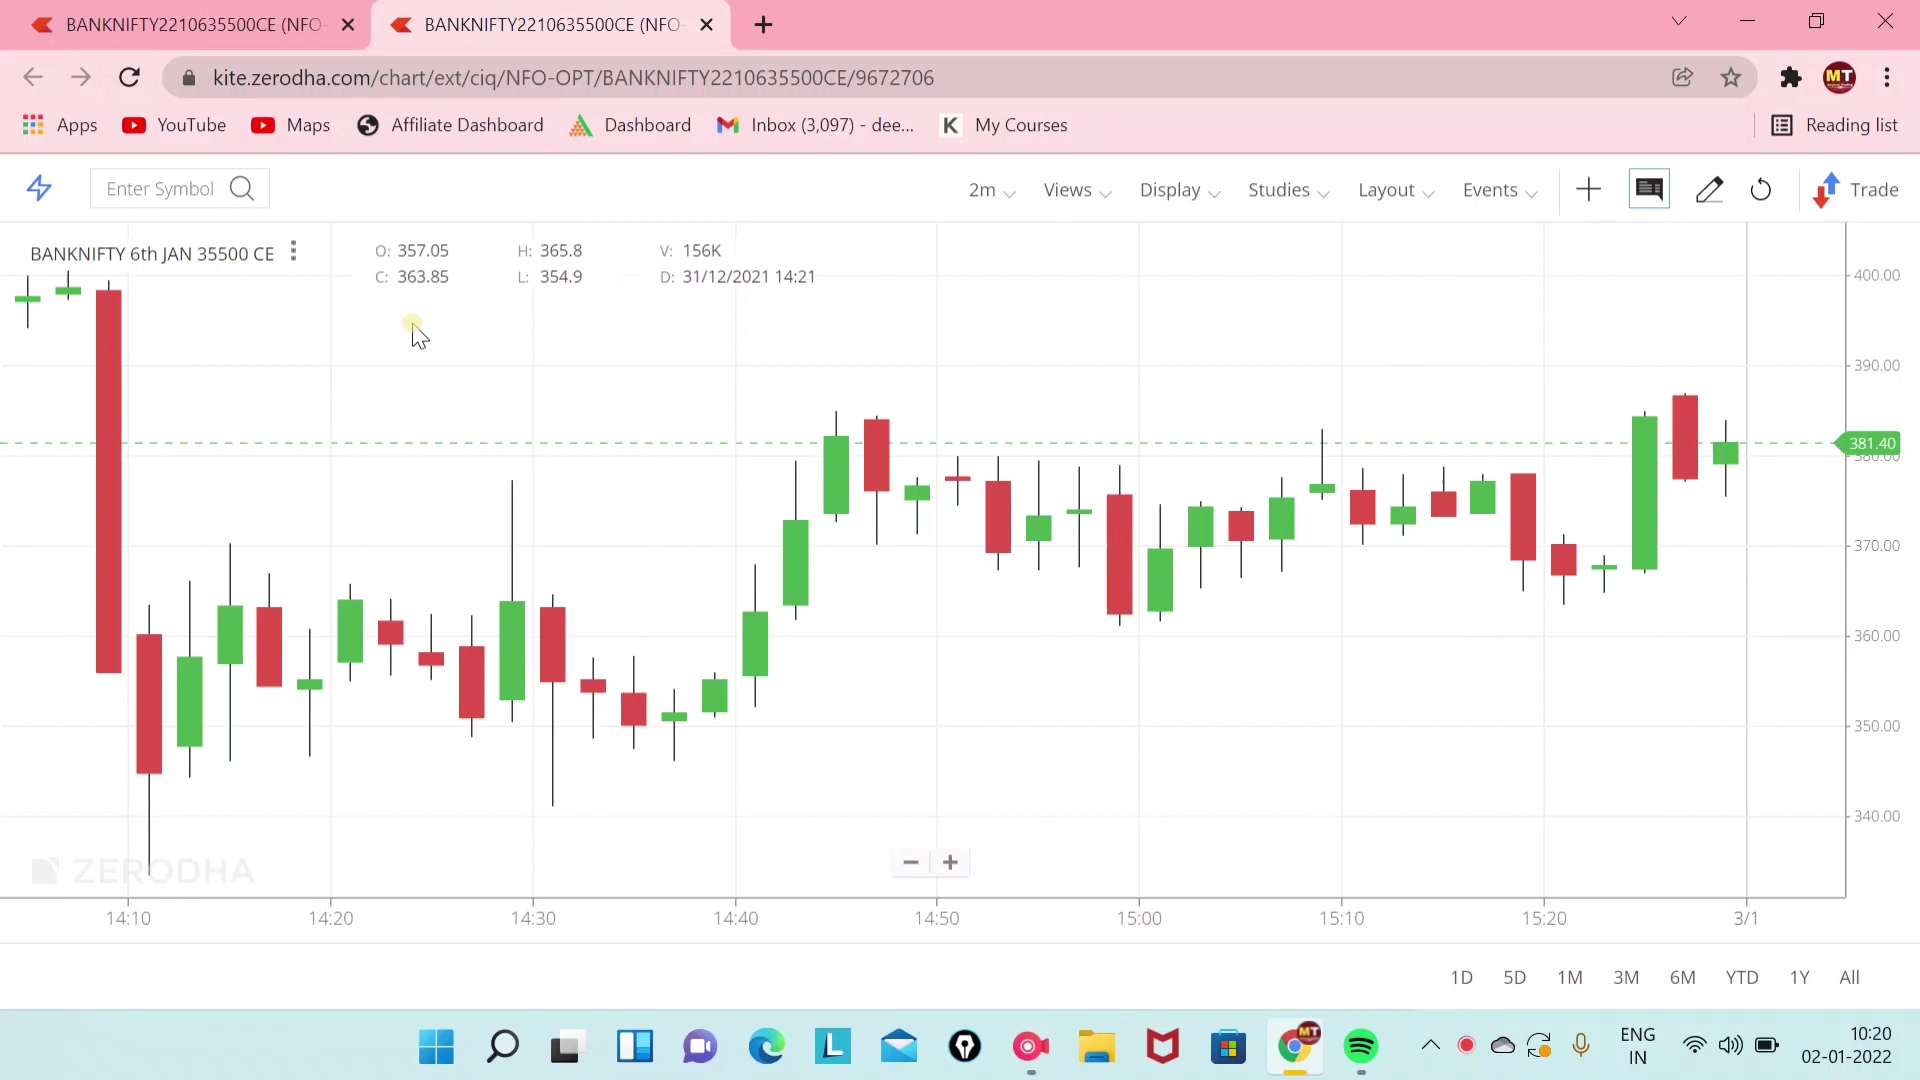 BANKNIFTY2210635500CE (NFO-
BANKNIFTY2210635500CE (NFO-
kite.zerodha.com/chart/ext/ciq/NFO-OPT/BANKNIFTY2210635500CE/9672706
MT
Apps
YouTube
Maps
Affiliate Dashboard
Dashboard
Inbox (3,097) - dee...
K My Courses
Reading list
Enter Symbol
2m
Views
Display
Studies
Layout
Events
Trade
BANKNIFTY 6th JAN 35500 CE
O: 357.05 H: 365.8 V: 156K
C: 363.85 L: 354.9 D: 31/12/2021 14:21
400.00
390.00
381.40
380.00
370.00
360.00
350.00
340.00
ZERODHA
14:10 14:20 14:30 14:40 14:50 15:00 15:10 15:20 3/1
1D 5D 1M 3M 6M YTD 1Y All
L
MT
ENG
IN
10:20
02-01-2022